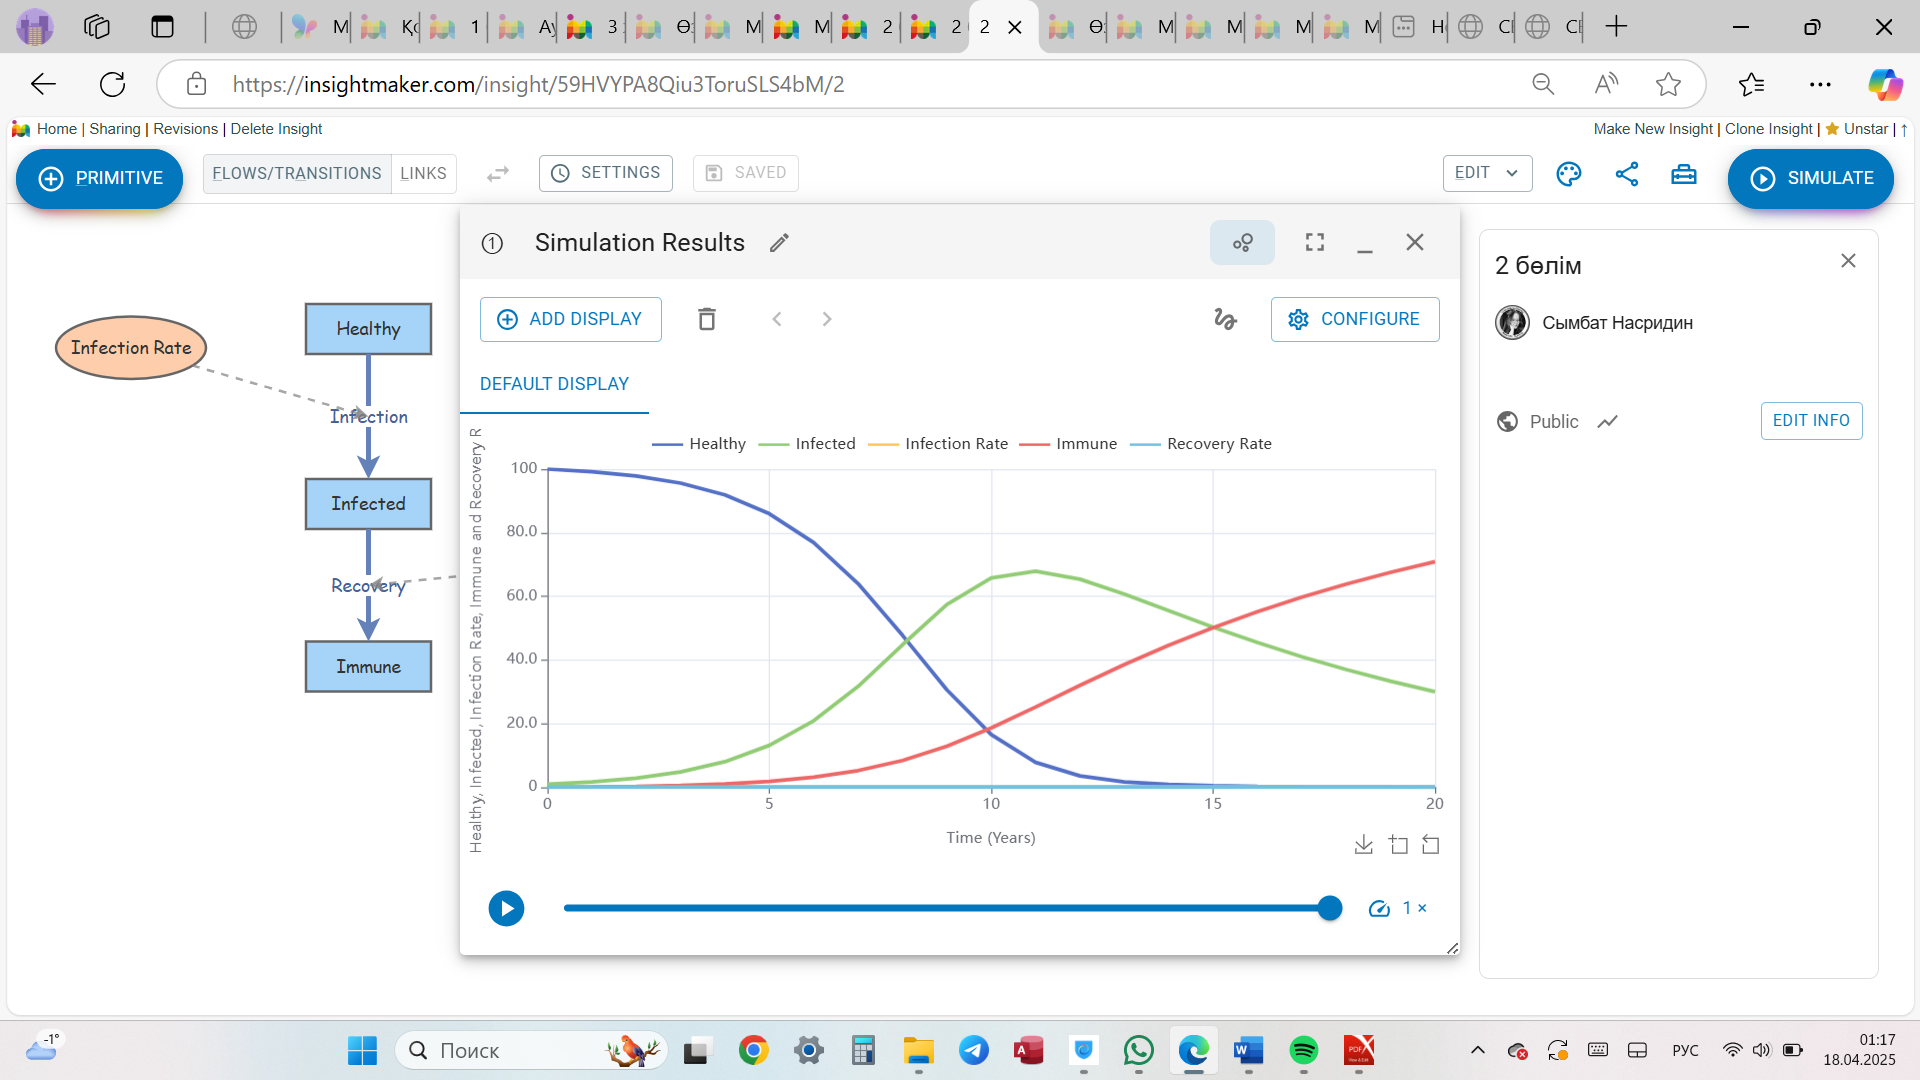 М
Қо
1
Ау
3
Ө
М
М
2
2
2
Ө
М
М
М
М
Не
https://insightmaker.com/insight/59HVYPA8Qiu3ToruSLS4bM/2
Home | Sharing | Revisions | Delete Insight
Make New Insight | Clone Insight | Unstar | ↑
PRIMITIVE
FLOWS/TRANSITIONS
LINKS
SETTINGS
SAVED
EDIT
SIMULATE
Infection Rate
Healthy
Infection
Infected
Recovery
Immune
1
Simulation Results
ADD DISPLAY
CONFIGURE
DEFAULT DISPLAY
Healthy
Infected
Infection Rate
Immune
Recovery Rate
Healthy, Infected, Infection Rate, Immune and Recovery R
100
80.0
60.0
40.0
20.0
0
0
5
10
15
20
Time (Years)
1 ×
2 бөлім
Сымбат Насридин
Public
EDIT INFO
-1°
Поиск
РУС
01:17
18.04.2025